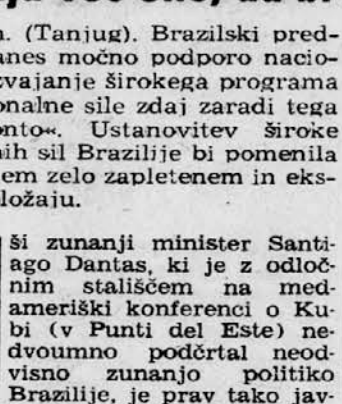 n. (Tanjug). Brazilski pred-
anes močno podporo nacio-
zvajanje širokega programa
onalne sile zdaj zaradi tega
onto«. Ustanovitev široke
nih sil Brazilije bi pomenila
em zelo zapletenem in eks-
ložaju.
ši zunanji minister Santi-
ago Dantas, ki je z odloč-
nim stališčem na med-
ameriški konferenci o Ku-
bi (v Punti del Este) ne-
dvoumno podčrtal neod-
visno zunanjo politiko
Brazilije, je prav tako jav-